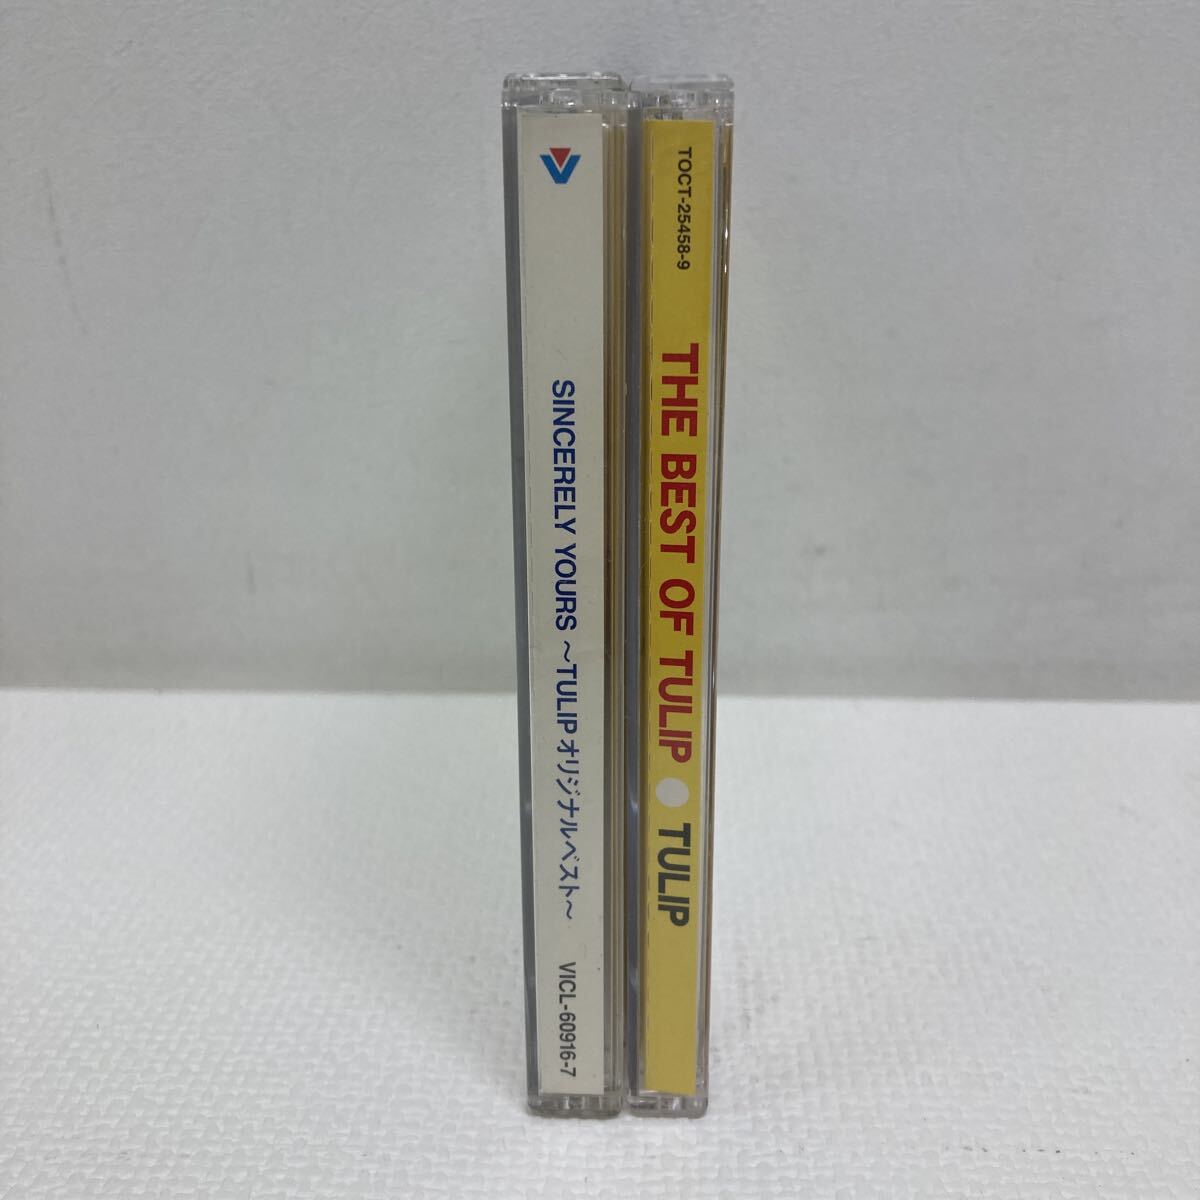 SINCERELY YOURS ～TULIPオリジナルベスト～
VICL-60916-7
TOCT-25458-9
THE BEST OF TULIP ● TULIP